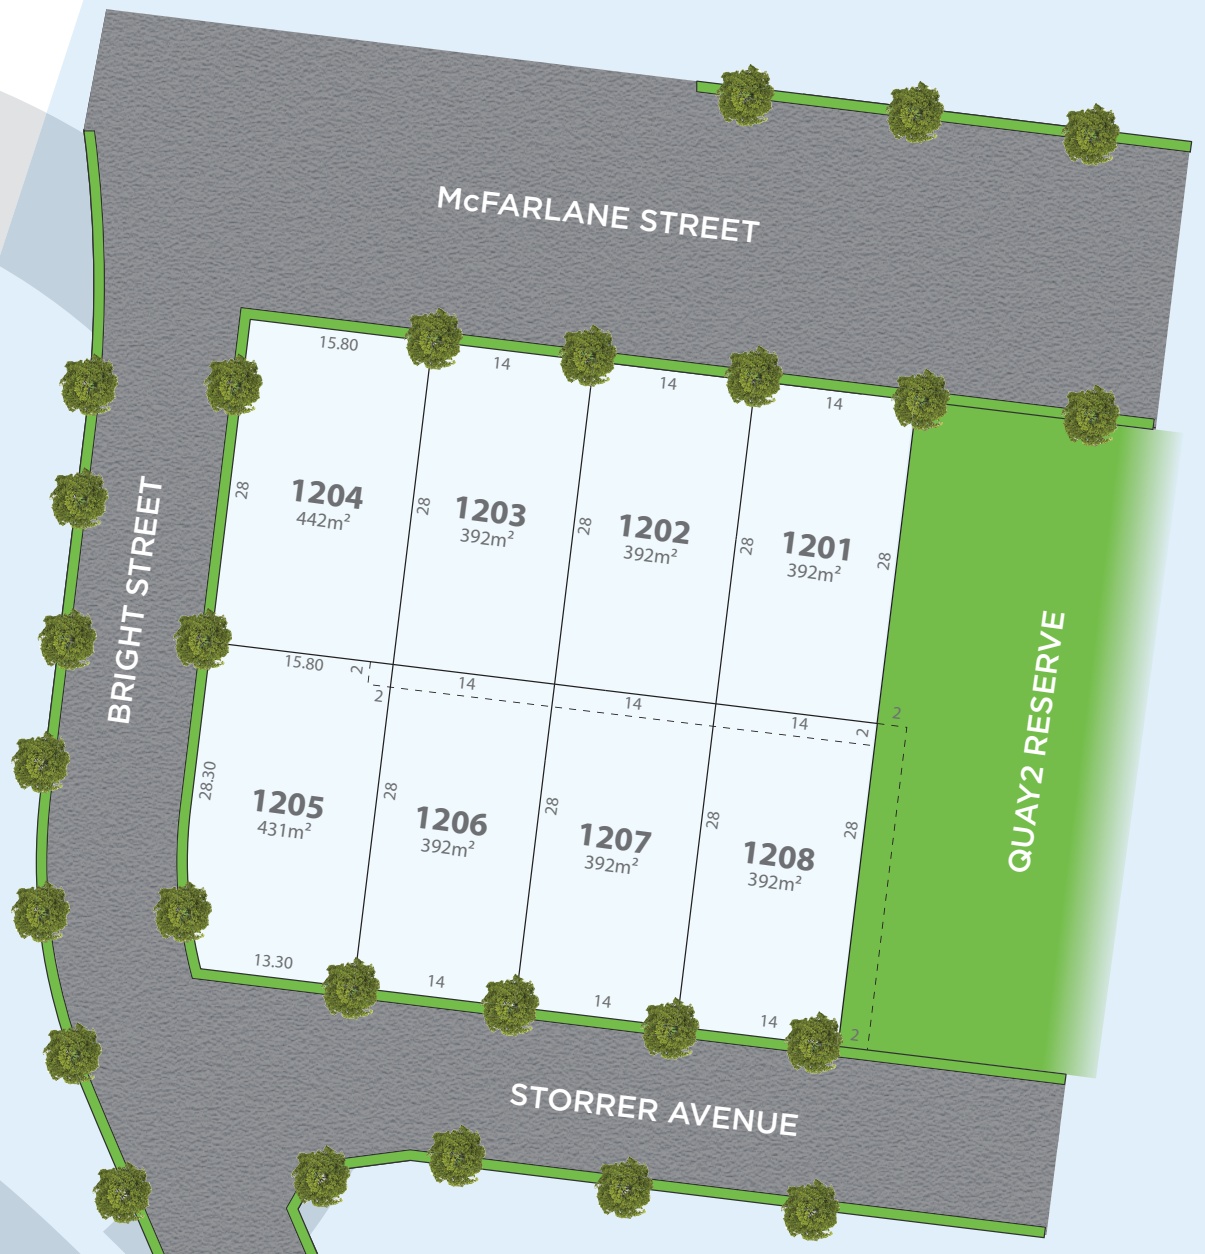 McFARLANE STREET
15.80
14
14
14
28
1204
442m²
28
1203
392m²
28
1202
392m²
28
1201
392m²
28
BRIGHT STREET
QUAY2 RESERVE
15.80
2
2
14
14
14
2
2
28.30
1205
431m²
28
1206
392m²
28
1207
392m²
28
1208
392m²
28
13.30
14
14
14
2
STORRER AVENUE